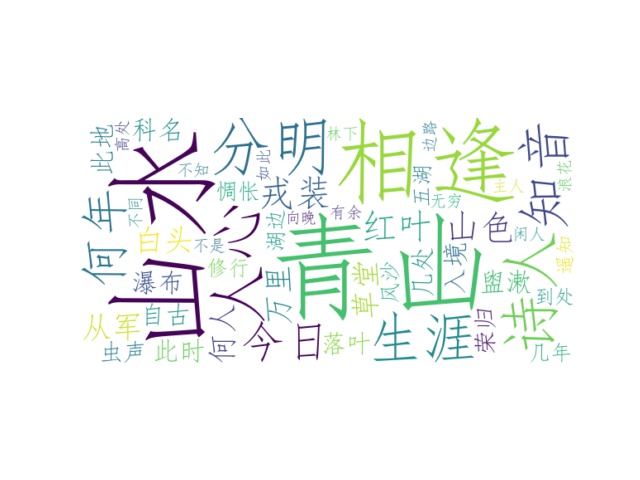 此地
高处
科名
不知
分明
如此
林下
相逢
边路
五湖
无穷
主人
知音
浪花
何年
不同
山水
惆怅
戎装
白头
不是
人心
湖边
向晚
有余
红叶
山色
闲人
遥知
瀑布
修行
万里
青山
草堂
风沙
几处
入境
盥漱
诗人
到处
从军
自古
虫声
此时
何人
今日
落叶
生涯
荣归
几年